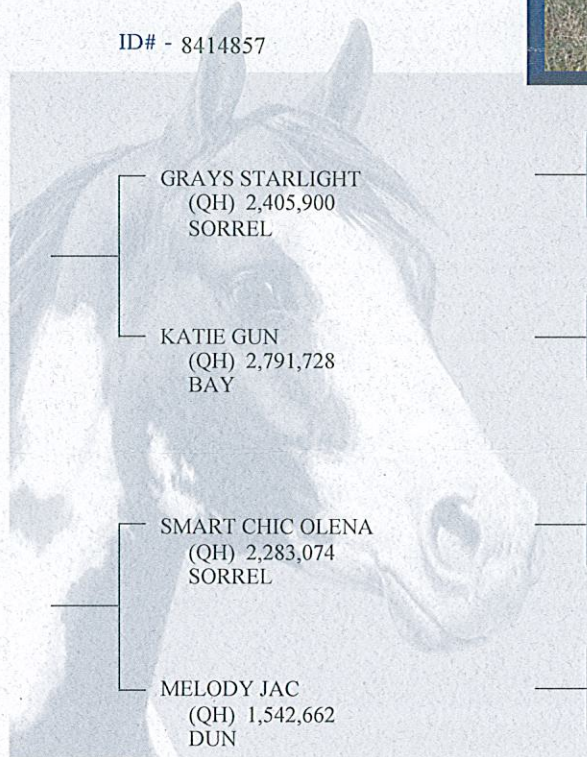 ID# - 8414857
GRAYS STARLIGHT
(QH) 2,405,900
SORREL
KATIE GUN
(QH) 2,791,728
BAY
SMART CHIC OLENA
(QH) 2,283,074
SORREL
MELODY JAC
(QH) 1,542,662
DUN